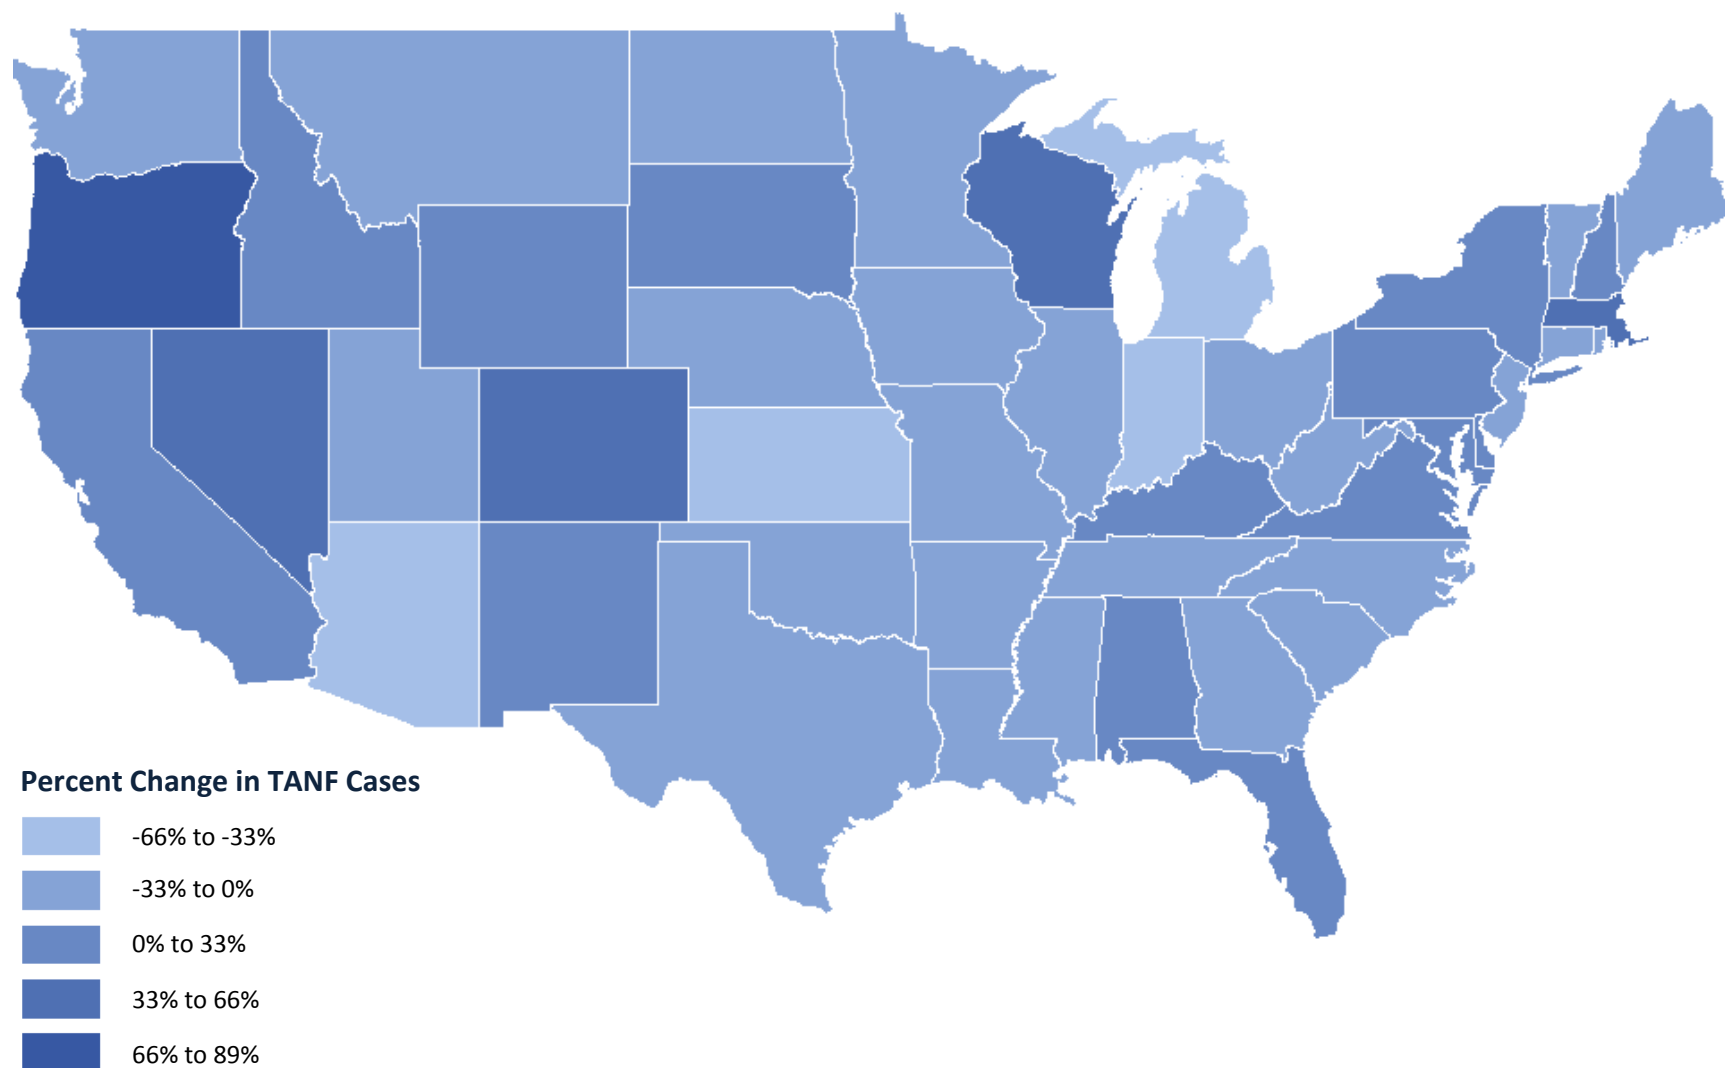 Percent Change in TANF Cases
-66% to -33%
-33% to 0%
0% to 33%
33% to 66%
66% to 89%